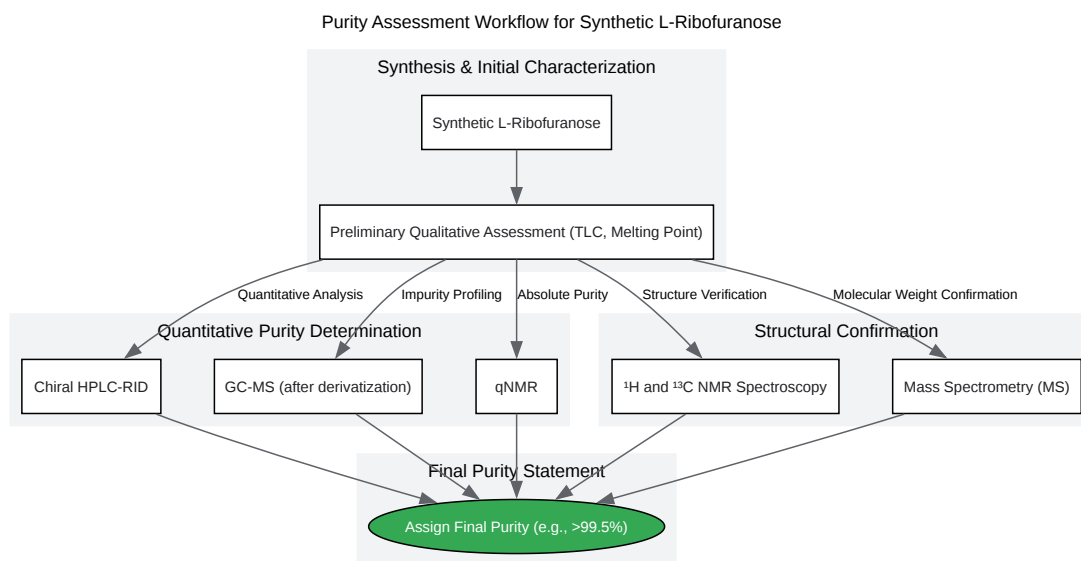 Purity Assessment Workflow for Synthetic L-Ribofuranose
Synthesis & Initial Characterization
Synthetic L-Ribofuranose
Preliminary Qualitative Assessment (TLC, Melting Point)
Quantitative Analysis
Impurity Profiling
Absolute Purity
Structure Verification
Molecular Weight Confirmation
Quantitative Purity Determination
Structural Confirmation
Chiral HPLC-RID
GC-MS (after derivatization)
qNMR
¹H and ¹³C NMR Spectroscopy
Mass Spectrometry (MS)
Final Purity Statement
Assign Final Purity (e.g., >99.5%)